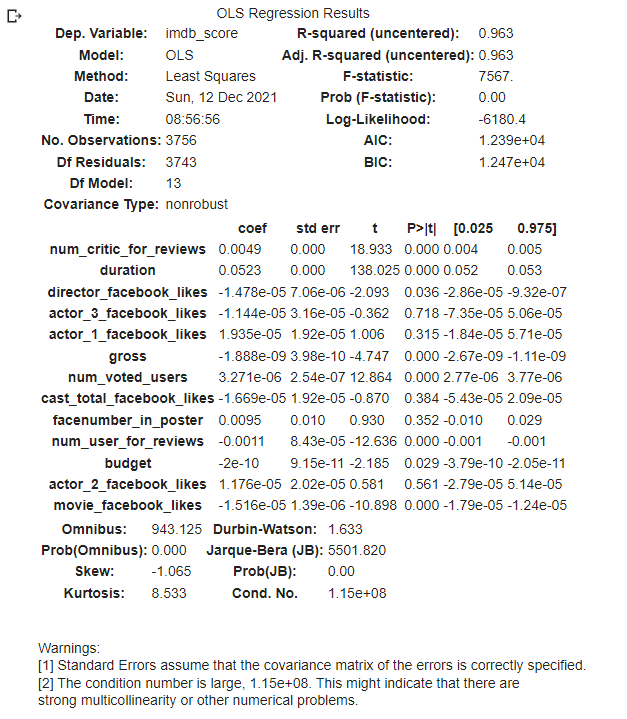 OLS Regression Results
Dep. Variable: imdb_score R-squared (uncentered): 0.963
Model: OLS Adj. R-squared (uncentered): 0.963
Method: Least Squares F-statistic: 7567.
Date: Sun, 12 Dec 2021 Prob (F-statistic): 0.00
Time: 08:56:56 Log-Likelihood: -6180.4
No. Observations: 3756 AIC: 1.239e+04
Df Residuals: 3743 BIC: 1.247e+04
Df Model: 13
Covariance Type: nonrobust
coef std err t P>|t| [0.025 0.975]
num_critic_for_reviews 0.0049 0.000 18.933 0.000 0.004 0.005
duration 0.0523 0.000 138.025 0.000 0.052 0.053
director_facebook_likes -1.478e-05 7.06e-06 -2.093 0.036 -2.86e-05 -9.32e-07
actor_3_facebook_likes -1.144e-05 3.16e-05 -0.362 0.718 -7.35e-05 5.06e-05
actor_1_facebook_likes 1.935e-05 1.92e-05 1.006 0.315 -1.84e-05 5.71e-05
gross -1.888e-09 3.98e-10 -4.747 0.000 -2.67e-09 -1.11e-09
num_voted_users 3.271e-06 2.54e-07 12.864 0.000 2.77e-06 3.77e-06
cast_total_facebook_likes -1.669e-05 1.92e-05 -0.870 0.384 -5.43e-05 2.09e-05
facenumber_in_poster 0.0095 0.010 0.930 0.352 -0.010 0.029
num_user_for_reviews -0.0011 8.43e-05 -12.636 0.000 -0.001 -0.001
budget -2e-10 9.15e-11 -2.185 0.029 -3.79e-10 -2.05e-11
actor_2_facebook_likes 1.176e-05 2.02e-05 0.581 0.561 -2.79e-05 5.14e-05
movie_facebook_likes -1.516e-05 1.39e-06 -10.898 0.000 -1.79e-05 -1.24e-05
Omnibus: 943.125 Durbin-Watson: 1.633
Prob(Omnibus): 0.000 Jarque-Bera (JB): 5501.820
Skew: -1.065 Prob(JB): 0.00
Kurtosis: 8.533 Cond. No. 1.15e+08
Warnings:
[1] Standard Errors assume that the covariance matrix of the errors is correctly specified.
[2] The condition number is large, 1.15e+08. This might indicate that there are
strong multicollinearity or other numerical problems.